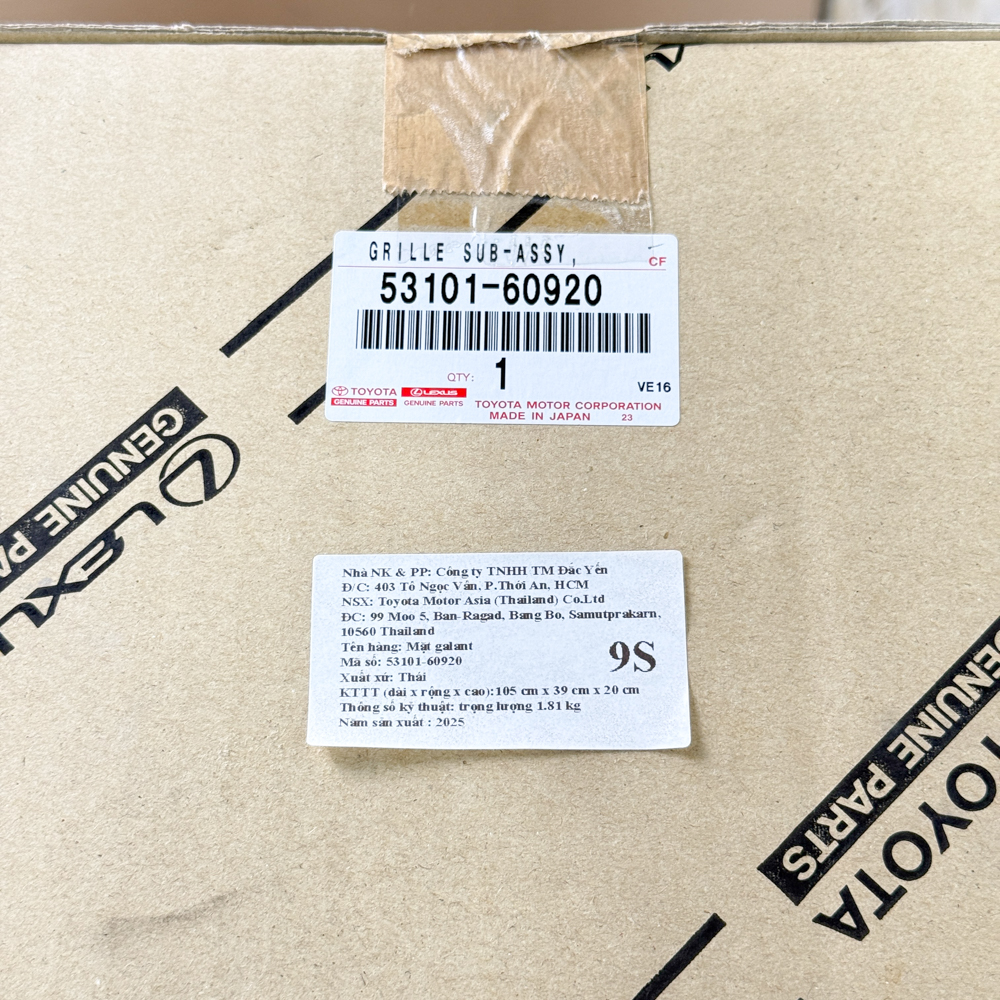 GRILLE SUB-ASSY,
CF
53101-60920
QTY: 1
VE16
TOYOTA LEXUS
GENUINE PARTS GENUINE PARTS
TOYOTA MOTOR CORPORATION
MADE IN JAPAN 23
LEXUS
GENUINE PA
Nhà NK & PP: Công ty TNHH TM Đắc Yến
Đ/C: 403 Tô Ngọc Vân, P.Thới An, HCM
NSX: Toyota Motor Asia (Thailand) Co.Ltd
ĐC: 99 Moo 5, Ban-Ragad, Bang Bo, Samutprakarn,
10560 Thailand
Tên hàng: Mặt galant
Mã số: 53101-60920
9S
Xuất xứ: Thái
KTTT (dài x rộng x cao):105 cm x 39 cm x 20 cm
Thông số kỹ thuật: trọng lượng 1.81 kg
Năm sản xuất : 2025
TOYOTA
GENUINE PARTS